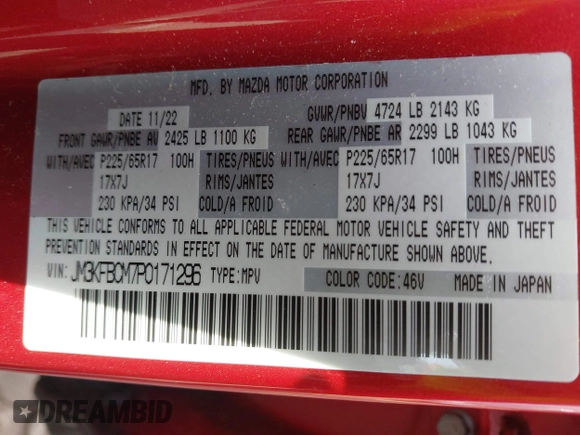 MFD. BY MAZDA MOTOR CORPORATION
DATE 11/22 GVWR/PNBV 4724 LB 2143 KG
FRONT GAWR/PNBE AV 2425 LB 1100 KG REAR GAWR/PNBE AR 2299 LB 1043 KG
WITH/AVEC P225/65R17 100H TIRES/PNEUS WITH/AVEC P225/65R17 100H TIRES/PNEUS
17X7J RIMS/JANTES 17X7J RIMS/JANTES
230 KPA/34 PSI COLD/A FROID 230 KPA/34 PSI COLD/A FROID
THIS VEHICLE CONFORMS TO ALL APPLICABLE FEDERAL MOTOR VEHICLE SAFETY AND THEFT
PREVENTION STANDARDS IN EFFECT ON THE DATE OF MANUFACTURE SHOWN ABOVE.
VIN: JM3KFBCM7P0171296 TYPE:MPV COLOR CODE:46V MADE IN JAPAN
DREAMBID